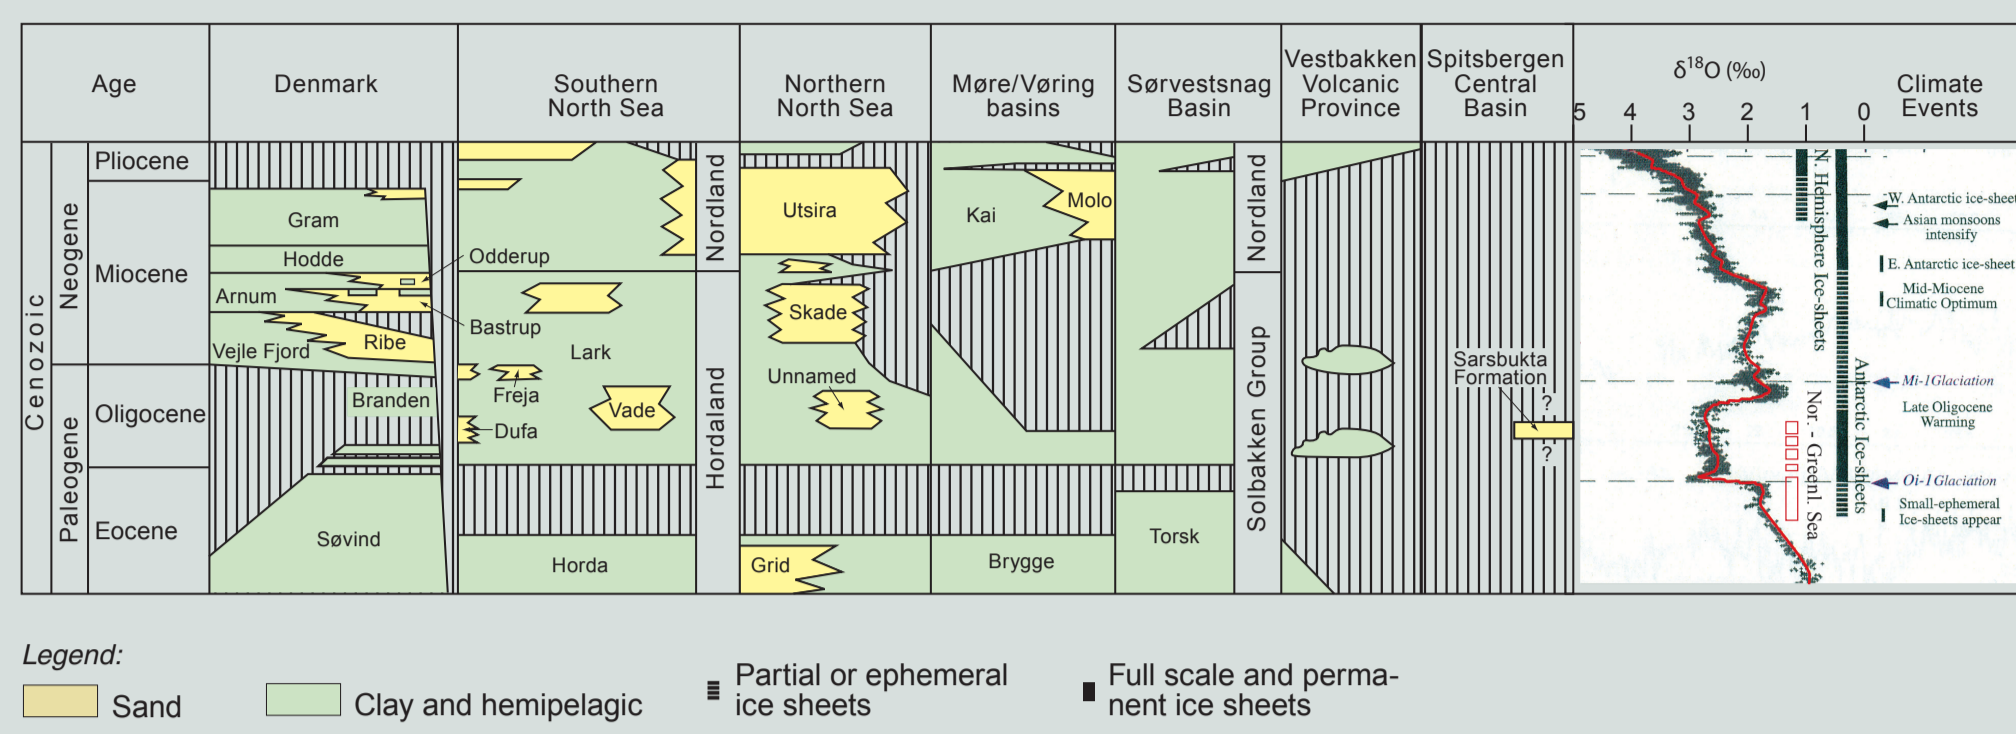 Age
Denmark
Southern
North Sea
Northern
North Sea
Møre/Vøring
basins
Sørvestsnag
Basin
Vestbakken
Volcanic
Province
Spitsbergen
Central
Basin
δ18O (‰)
5 4 3 2 1 0
Climate
Events
Cenozoic
Neogene
Paleogene
Pliocene
Miocene
Oligocene
Eocene
Gram
Hodde
Arnum
Vejle Fjord
Ribe
Branden
Søvind
Odderup
Bastrup
Lark
Freja
Vade
Dufa
Horda
Nordland
Hordaland
Utsira
Skade
Unnamed
Grid
Kai
Molo
Brygge
Torsk
Nordland
Solbakken Group
Sarsbukta
Formation
?
?
N. Hemisphere Ice-sheets
Nor. - Greenl. Sea
Antarctic Ice-sheets
W. Antarctic ice-sheet
Asian monsoons
intensify
E. Antarctic ice-sheet
Mid-Miocene
Climatic Optimum
Mi-1Glaciation
Late Oligocene
Warming
Oi-1Glaciation
Small-ephemeral
Ice-sheets appear
Legend:
Sand
Clay and hemipelagic
Partial or ephemeral
ice sheets
Full scale and perma-
nent ice sheets